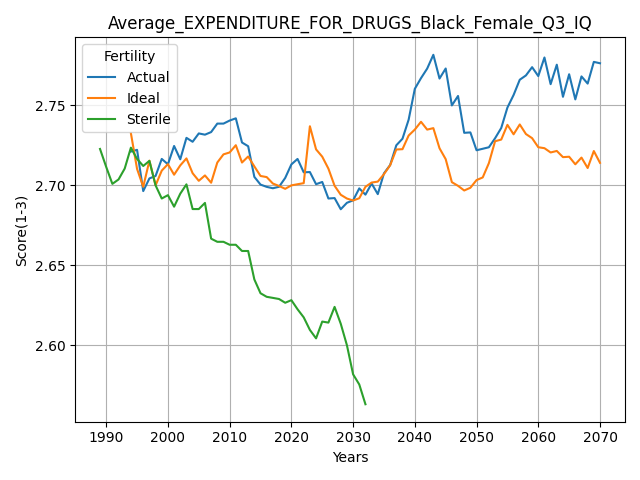 Average_EXPENDITURE_FOR_DRUGS_Black_Female_Q3_IQ
Fertility
Actual
Ideal
Sterile
2.75
2.70
2.65
2.60
Score(1-3)
1990 2000 2010 2020 2030 2040 2050 2060 2070
Years